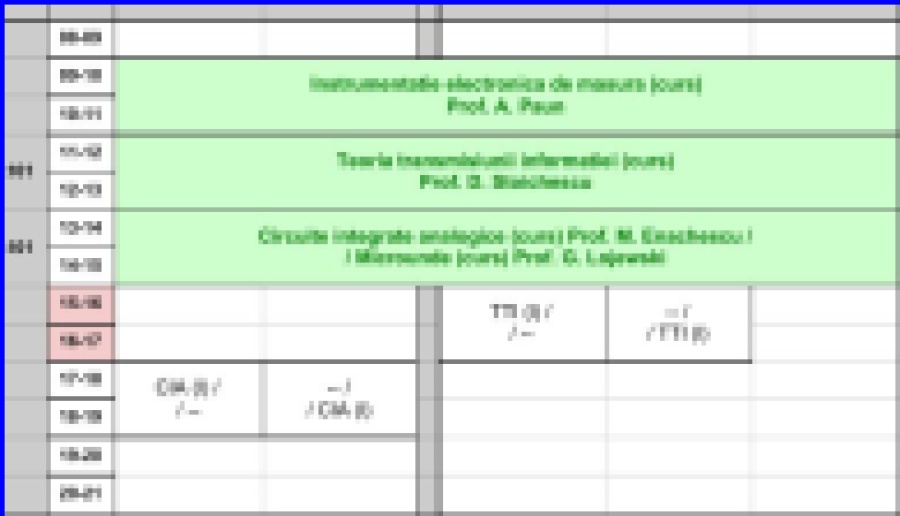 08-09
09-10
Instrumentatie electronica de masura (curs)
Prof. A. Paun
10-11
11-12
Teoria transmisiunii informatiei (curs)
Prof. D. Stoichescu
12-13
13-14
Circuite integrate analogice (curs) Prof. M. Enachescu /
/ Microunde (curs) Prof. G. Lojewski
14-15
15-16
TTI (l) /
/ --
-- /
/ TTI (l)
16-17
17-18
CIA (l) /
/ --
-- /
/ CIA (l)
18-19
19-20
20-21